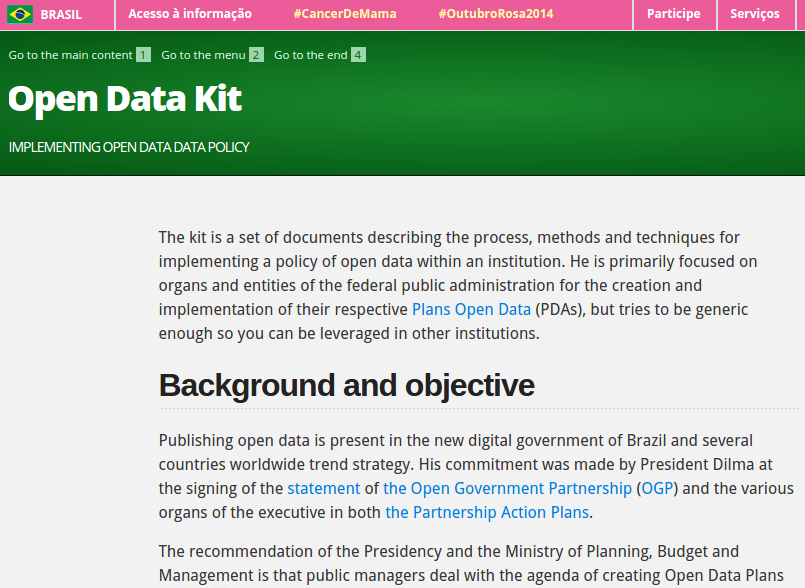 BRASIL Acesso à informação #CancerDeMama #OutubroRosa2014 Participe Serviços
Go to the main content 1 Go to the menu 2 Go to the end 4
Open Data Kit
IMPLEMENTING OPEN DATA DATA POLICY
The kit is a set of documents describing the process, methods and techniques for
implementing a policy of open data within an institution. He is primarily focused on
organs and entities of the federal public administration for the creation and
implementation of their respective Plans Open Data (PDAs), but tries to be generic
enough so you can be leveraged in other institutions.
Background and objective
Publishing open data is present in the new digital government of Brazil and several
countries worldwide trend strategy. His commitment was made by President Dilma at
the signing of the statement of the Open Government Partnership (OGP) and the various
organs of the executive in both the Partnership Action Plans.
The recommendation of the Presidency and the Ministry of Planning, Budget and
Management is that public managers deal with the agenda of creating Open Data Plans